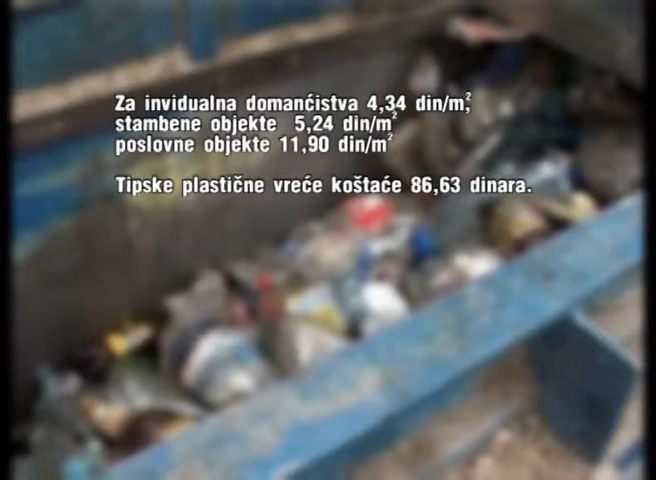 Za invidualna domanćistva 4,34 din/m²,
stambene objekte 5,24 din/m²
poslovne objekte 11,90 din/m²
Tipske plastične vreće koštaće 86,63 dinara.